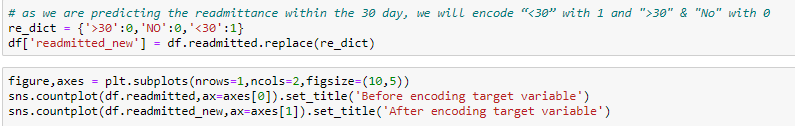 # as we are predicting the readmittance within the 30 day, we will encode “<30” with 1 and ">30" & "No" with 0
re_dict = {'>30':0,'NO':0,'<30':1}
df['readmitted_new'] = df.readmitted.replace(re_dict)
figure,axes = plt.subplots(nrows=1,ncols=2,figsize=(10,5))
sns.countplot(df.readmitted,ax=axes[0]).set_title('Before encoding target variable')
sns.countplot(df.readmitted_new,ax=axes[1]).set_title('After encoding target variable')